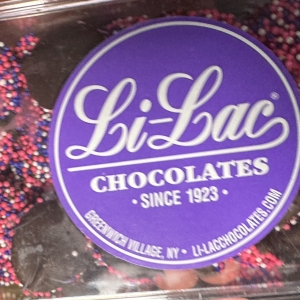 Li-Lac®
CHOCOLATES
• SINCE 1923 •
GREENWICH VILLAGE, NY • LI-LACCHOCOLATES.COM